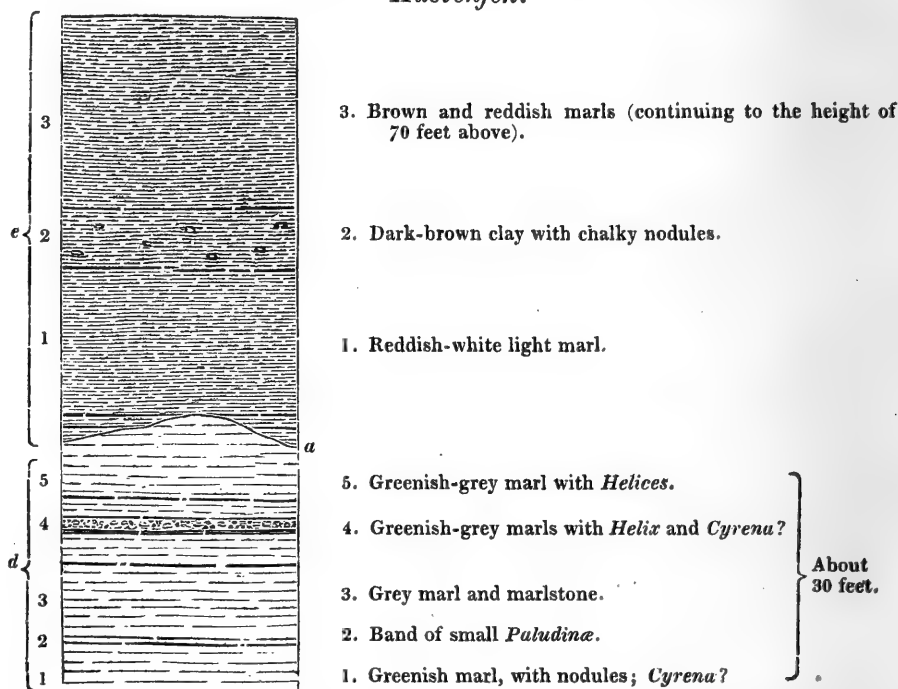 3
3. Brown and reddish marls (continuing to the height of
70 feet above).
e
2
2. Dark-brown clay with chalky nodules.
1
1. Reddish-white light marl.
a
5
5. Greenish-grey marl with Helices.
4
4. Greenish-grey marls with Helix and Cyrena?
d
About
30 feet.
3
3. Grey marl and marlstone.
2
2. Band of small Paludinæ.
1
1. Greenish marl, with nodules; Cyrena?